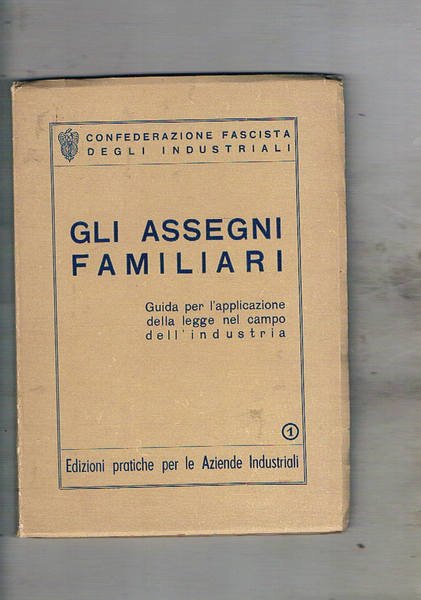 CONFEDERAZIONE FASCISTA
DEGLI INDUSTRIALI
GLI ASSEGNI
FAMILIARI
Guida per l'applicazione
della legge nel campo
dell'industria
1
Edizioni pratiche per le Aziende Industriali